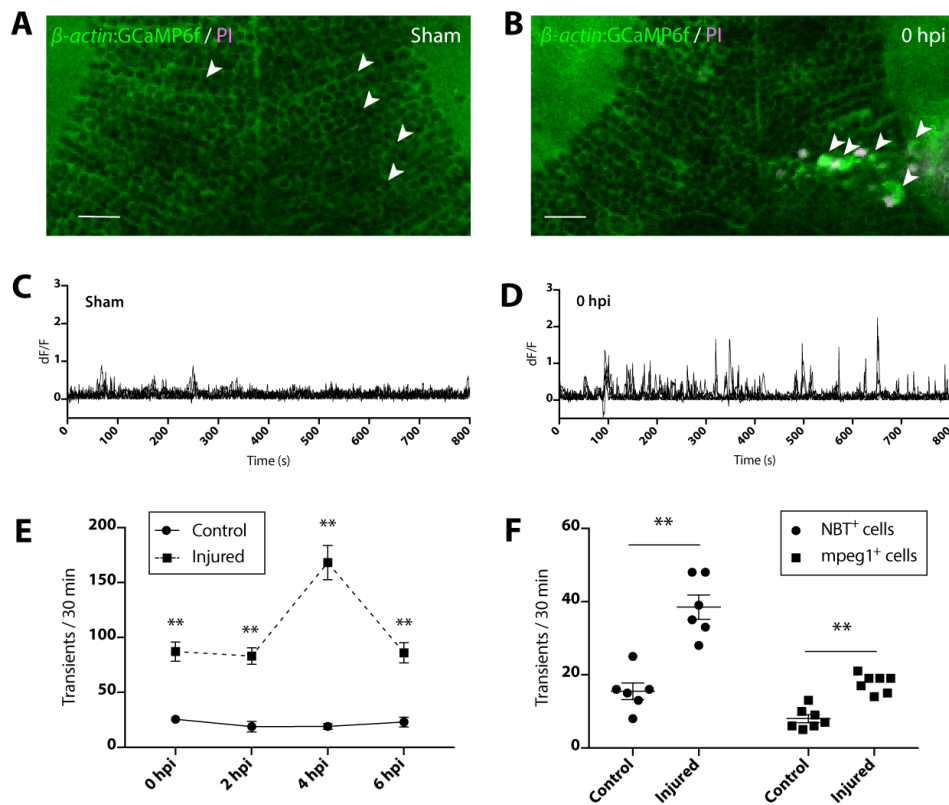 A
β-actin:GCaMP6f / PI
Sham
B
β-actin:GCaMP6f / PI
0 hpi
C
Sham
dF/F
3
2
1
0
0 100 200 300 400 500 600 700 800
Time (s)
D
0 hpi
dF/F
3
2
1
0
0 100 200 300 400 500 600 700 800
Time (s)
E
Control
Injured
Transients / 30 min
200
150
100
50
0
** ** ** **
0 hpi 2 hpi 4 hpi 6 hpi
F
NBT⁺ cells
mpeg1⁺ cells
Transients / 30 min
60
40
20
0
** **
Control Injured Control Injured